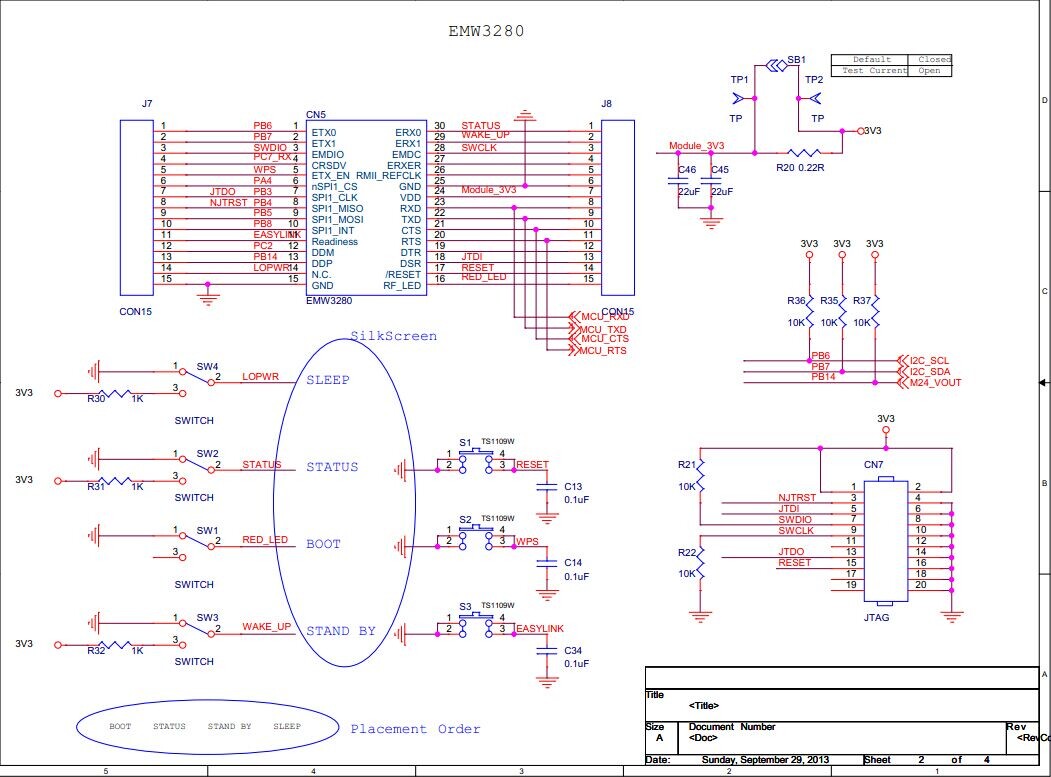 EMW3280
SB1
Default Closed
Test Current Open
TP1 TP2
TP TP
3V3
Module_3V3
R20 0.22R
C46 C45
22uF 22uF
J7 CN5 J8
1 PB6 1 ETX0 ERX0 30 STATUS 1
2 PB7 2 ETX1 ERX1 29 WAKE_UP 2
3 SWDIO 3 EMDIO EMDC 28 SWCLK 3
4 PC7_RX 4 CRSDV ERXER 27 4
5 WPS 5 ETX_EN RMII_REFCLK 26 5
6 PA4 6 nSPI1_CS GND 25 6
7 JTDO PB3 7 SPI1_CLK VDD 24 Module_3V3 7
8 NJTRST PB4 8 SPI1_MISO RXD 23 8
9 PB5 9 SPI1_MOSI TXD 22 9
10 PB8 10 SPI1_INT CTS 21 10
11 EASYLINK 11 Readiness RTS 20 11
12 PC2 12 DDM DTR 19 12
13 PB14 13 DDP DSR 18 JTDI 13
14 LOPWR 14 N.C. /RESET 17 RESET 14
15 15 GND RF_LED 16 RED_LED 15
CON15 EMW3280 CON15
MCU_RXD
MCU_TXD
MCU_CTS
MCU_RTS
3V3 3V3 3V3
R36 R35 R37
10K 10K 10K
PB6 I2C_SCL
PB7 I2C_SDA
PB14 M24_VOUT
SilkScreen
1 SW4
2 LOPWR SLEEP
3V3 R30 1K 3
SWITCH
1 SW2
2 STATUS STATUS
3V3 R31 1K 3
SWITCH
1 SW1
2 RED_LED BOOT
3
SWITCH
1 SW3
2 WAKE_UP STAND BY
3V3 R32 1K 3
SWITCH
S1 TS1109W
1 4
2 3 RESET
C13
0.1uF
S2 TS1109W
1 4
2 3 WPS
C14
0.1uF
S3 TS1109W
1 4
2 3 EASYLINK
C34
0.1uF
3V3
R21 CN7
10K
1 2
NJTRST 3 4
JTDI 5 6
SWDIO 7 8
SWCLK 9 10
11 12
R22 JTDO 13 14
RESET 15 16
10K 17 18
19 20
JTAG
BOOT STATUS STAND BY SLEEP
Placement Order
Title
<Title>
Size Document Number Rev
A <Doc> <RevCo
Date: Sunday, September 29, 2013 Sheet 2 of 4
D
C
B
A
5 4 3 2 1